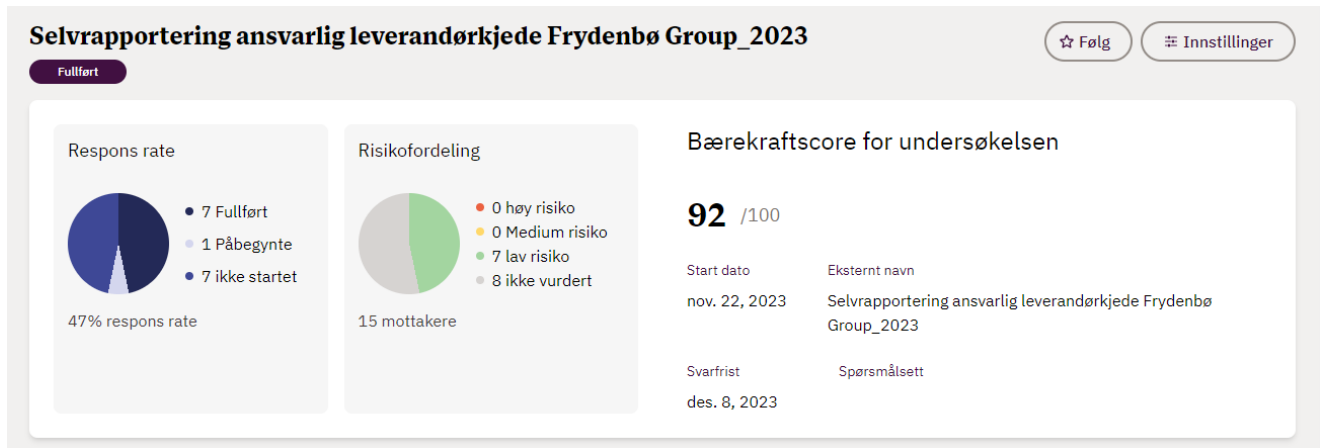 Selvrapportering ansvarlig leverandørkjede Frydenbø Group_2023
Følg
Innstillinger
Fullført
Respons rate
7 Fullført
1 Påbegynte
7 ikke startet
47% respons rate
Risikofordeling
0 høy risiko
0 Medium risiko
7 lav risiko
8 ikke vurdert
15 mottakere
Bærekraftscore for undersøkelsen
92 /100
Start dato
nov. 22, 2023
Eksternt navn
Selvrapportering ansvarlig leverandørkjede Frydenbø
Group_2023
Svarfrist
des. 8, 2023
Spørsmålsett